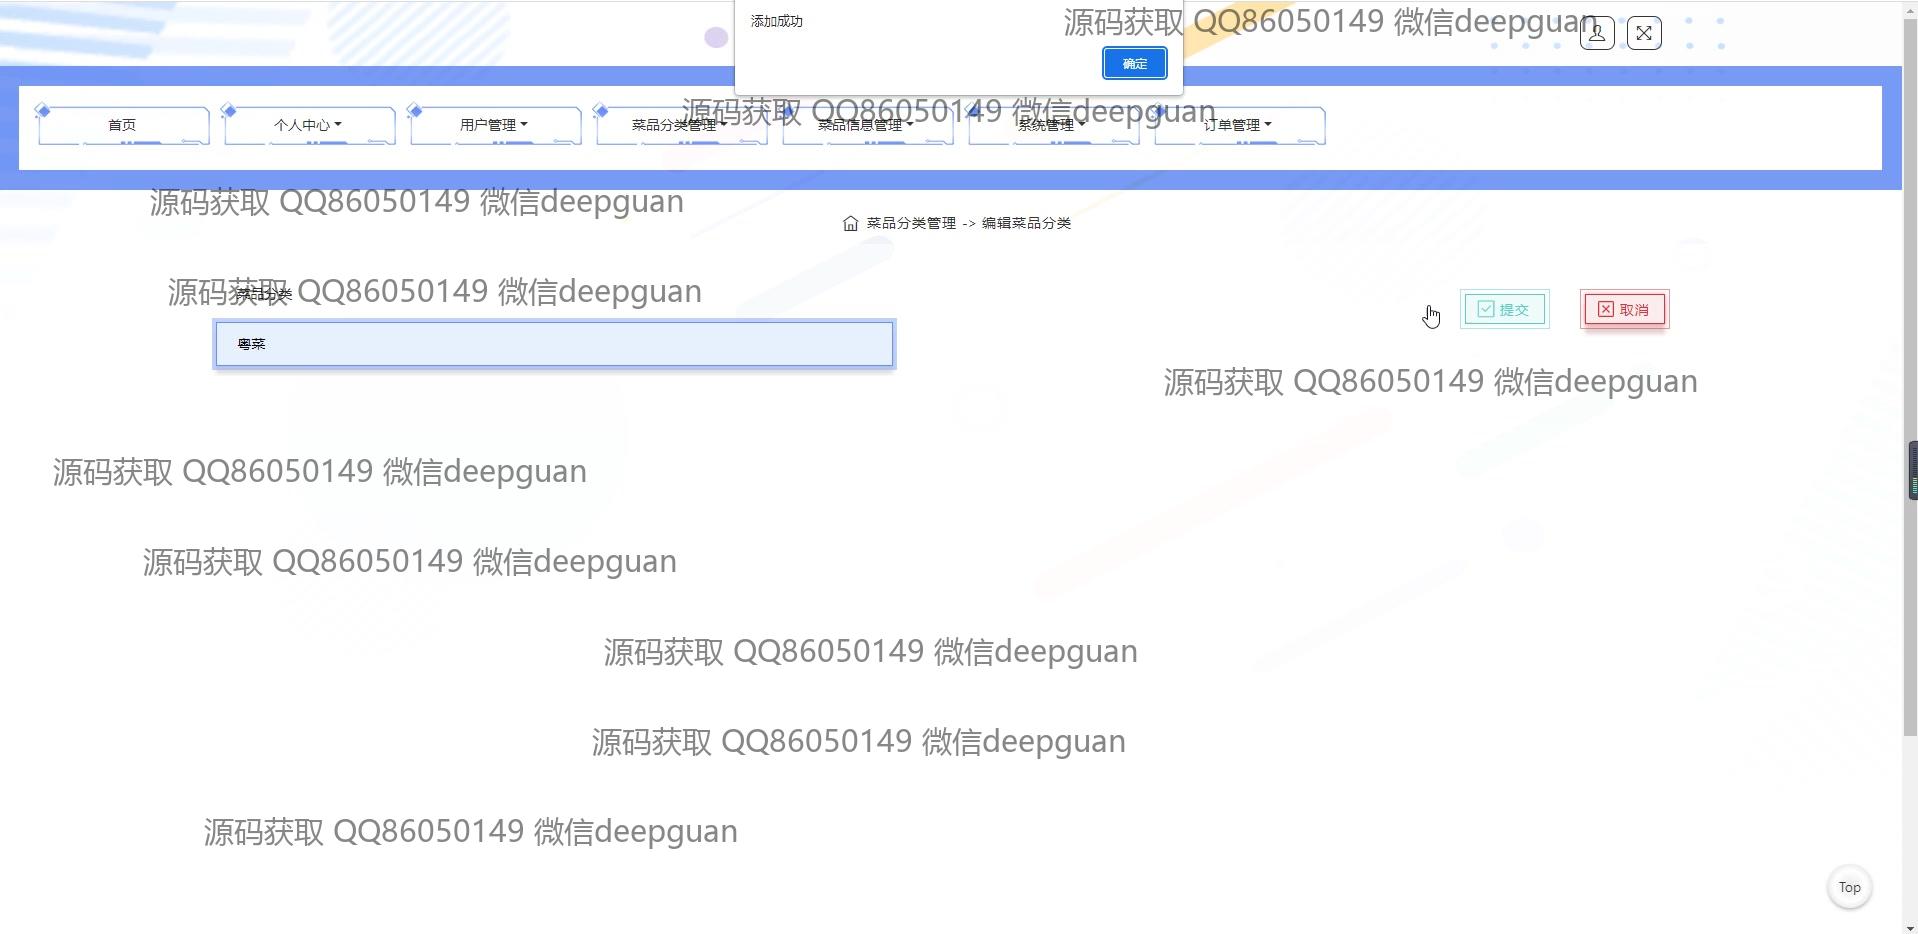 添加成功
源码获取 QQ86050149 微信deepguan
确定
源码获取 QQ86050149 微信deepguan
首页
个人中心
用户管理
菜品分类管理
菜品信息管理
系统管理
订单管理
源码获取 QQ86050149 微信deepguan
菜品分类管理 -> 编辑菜品分类
源码获取 QQ86050149 微信deepguan
菜品分类
提交
取消
粤菜
源码获取 QQ86050149 微信deepguan
源码获取 QQ86050149 微信deepguan
源码获取 QQ86050149 微信deepguan
源码获取 QQ86050149 微信deepguan
源码获取 QQ86050149 微信deepguan
源码获取 QQ86050149 微信deepguan
Top